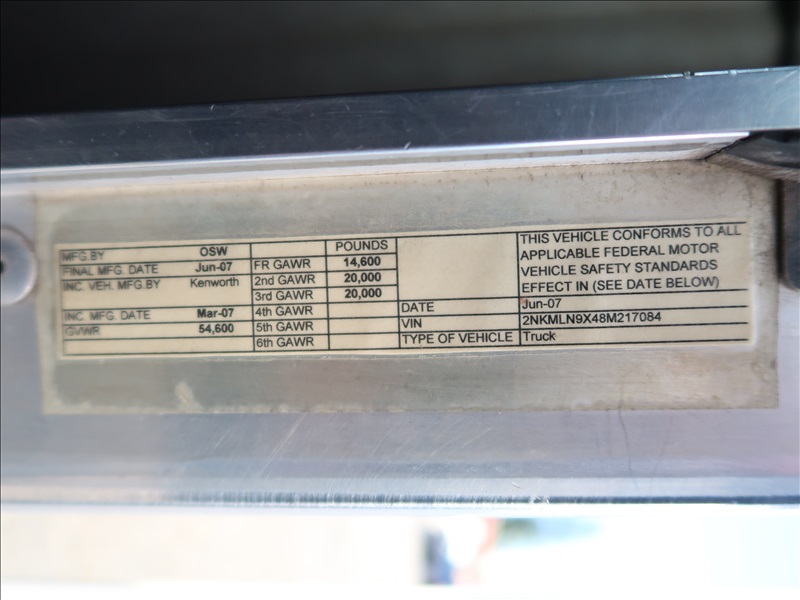 MFG.BY OSW
FINAL MFG. DATE Jun-07
INC. VEH. MFG.BY Kenworth
INC. MFG. DATE Mar-07
GVWR 54,600
POUNDS
FR GAWR 14,600
2nd GAWR 20,000
3rd GAWR 20,000
4th GAWR
5th GAWR
6th GAWR
THIS VEHICLE CONFORMS TO ALL
APPLICABLE FEDERAL MOTOR
VEHICLE SAFETY STANDARDS
EFFECT IN (SEE DATE BELOW)
DATE Jun-07
VIN 2NKMLN9X48M217084
TYPE OF VEHICLE Truck